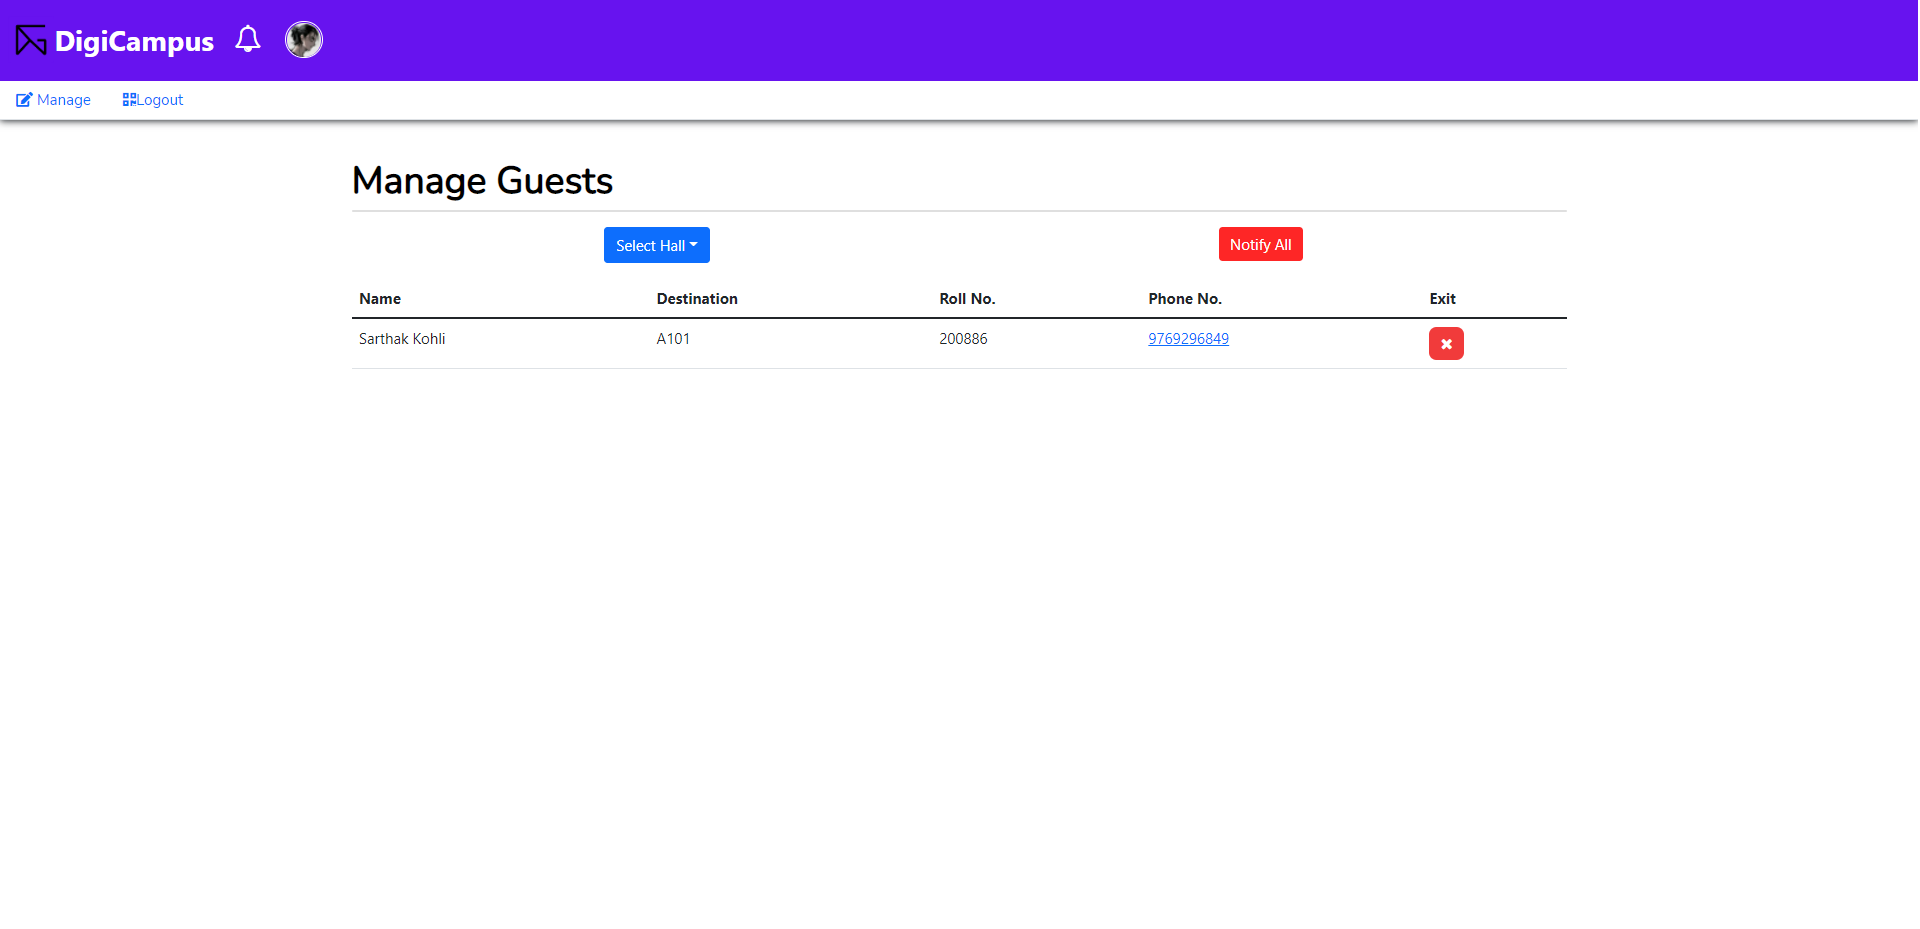 DigiCampus
Manage Logout
Manage Guests
Select Hall Notify All
Name Destination Roll No. Phone No. Exit
Sarthak Kohli A101 200886 9769296849